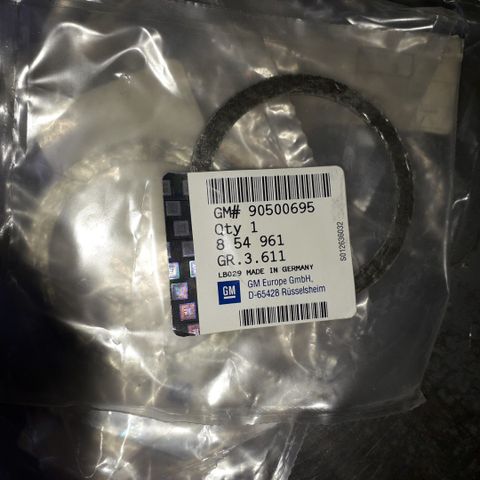 GM# 90500695
Qty 1
8 54 961
GR.3.611
LB029 MADE IN GERMANY
GM
GM Europe GmbH,
D-65428 Rüsselsheim
S012636032